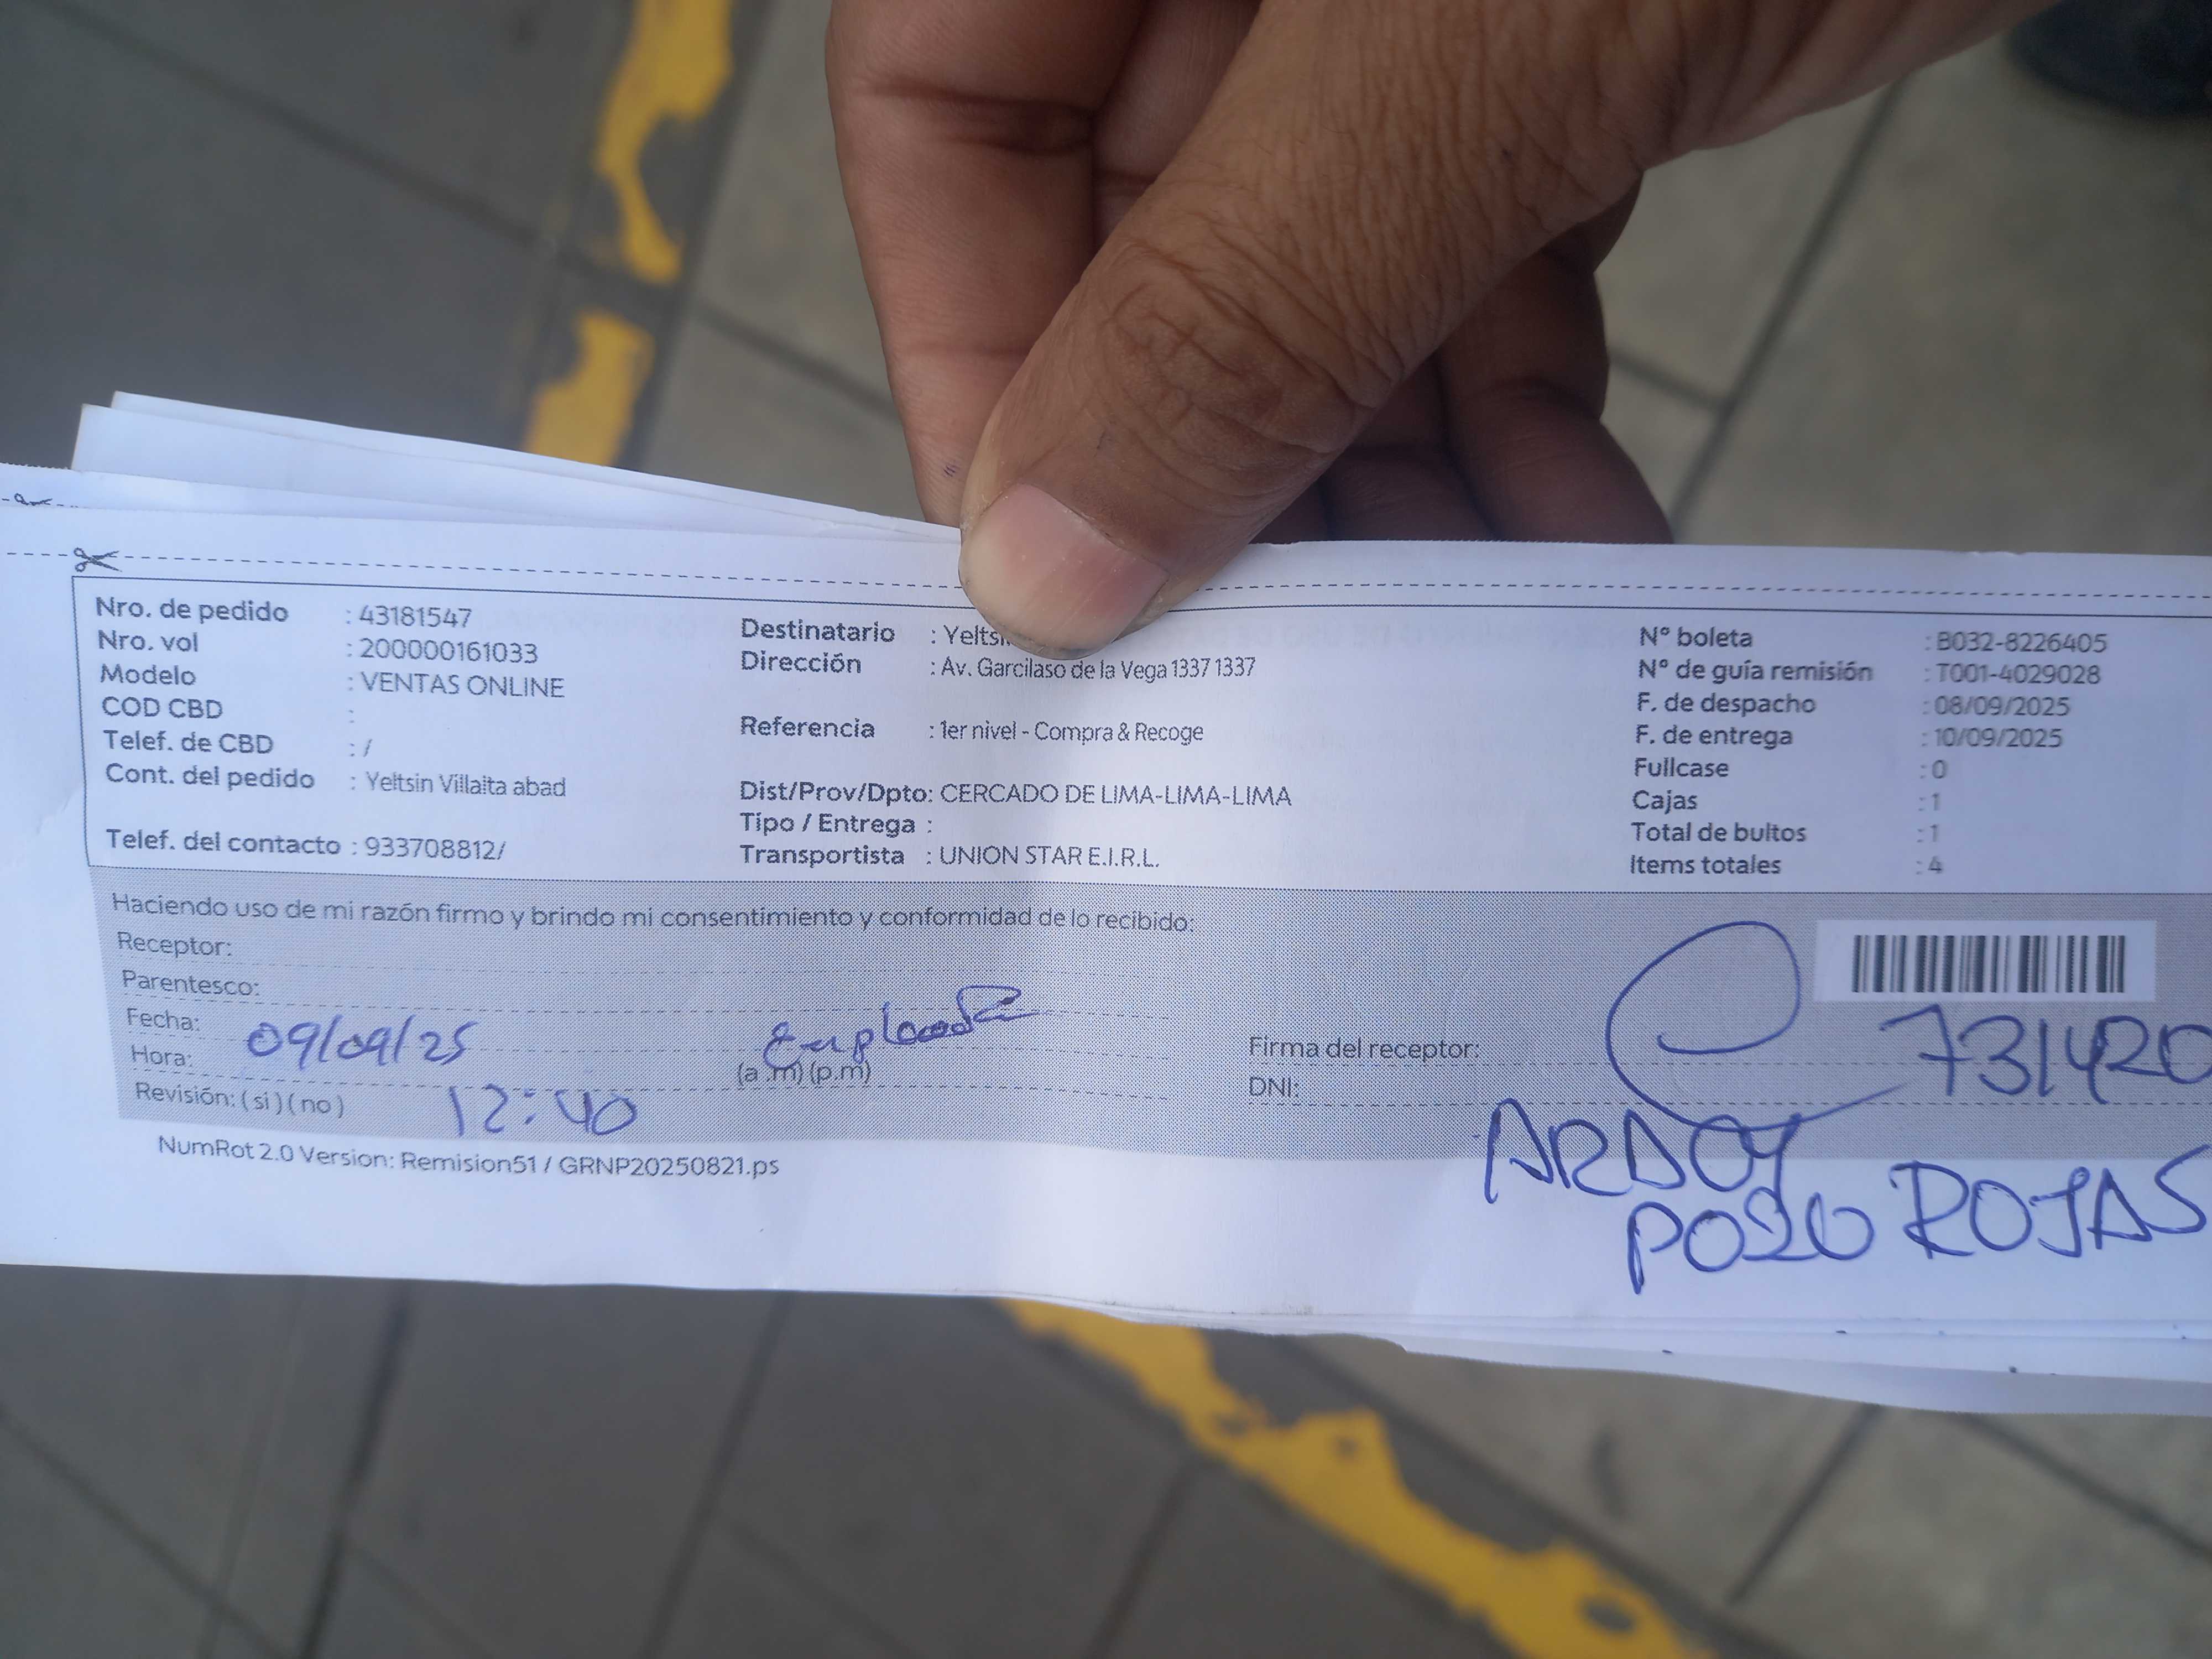 Nro. de pedido : 43181547
Nro. vol : 200000161033
Modelo : VENTAS ONLINE
COD CBD :
Telef. de CBD : /
Cont. del pedido : Yeltsin Villalta abad
Telef. del contacto : 933708812/
Destinatario :
Dirección : Av. Garcilaso de la Vega 1337 1337
Referencia : 1er nivel - Compra & Recoge
Dist/Prov/Dpto: CERCADO DE LIMA-LIMA-LIMA
Tipo / Entrega :
Transportista : UNION STAR E.I.R.L.
Nº boleta : B032-8226405
Nº de guía remisión : T001-4029028
F. de despacho : 08/09/2025
F. de entrega : 10/09/2025
Fullcase : 0
Cajas : 1
Total de bultos : 1
Items totales : 4
Haciendo uso de mi razón firmo y brindo mi consentimiento y conformidad de lo recibido:
Receptor:
Parentesco:
Fecha: 09/09/25
Hora: 12:40 (a.m) (p.m)
Revisión: (si) (no)
Firma del receptor:
DNI: 731420
POZO ROJAS
NumRot 2.0 Version: Remision51 / GRNP20250821.ps